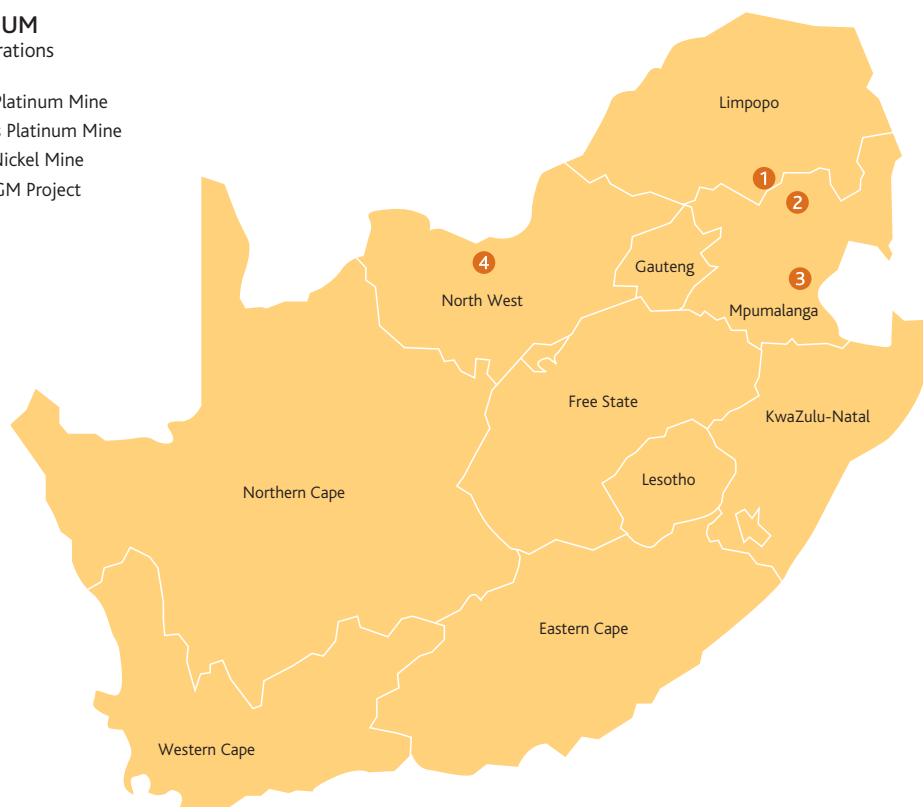 UM
rations
Platinum Mine
s Platinum Mine
Nickel Mine
GM Project
Limpopo
1
2
Gauteng
4
3
North West
Mpumalanga
Free State
KwaZulu-Natal
Lesotho
Northern Cape
Eastern Cape
Western Cape